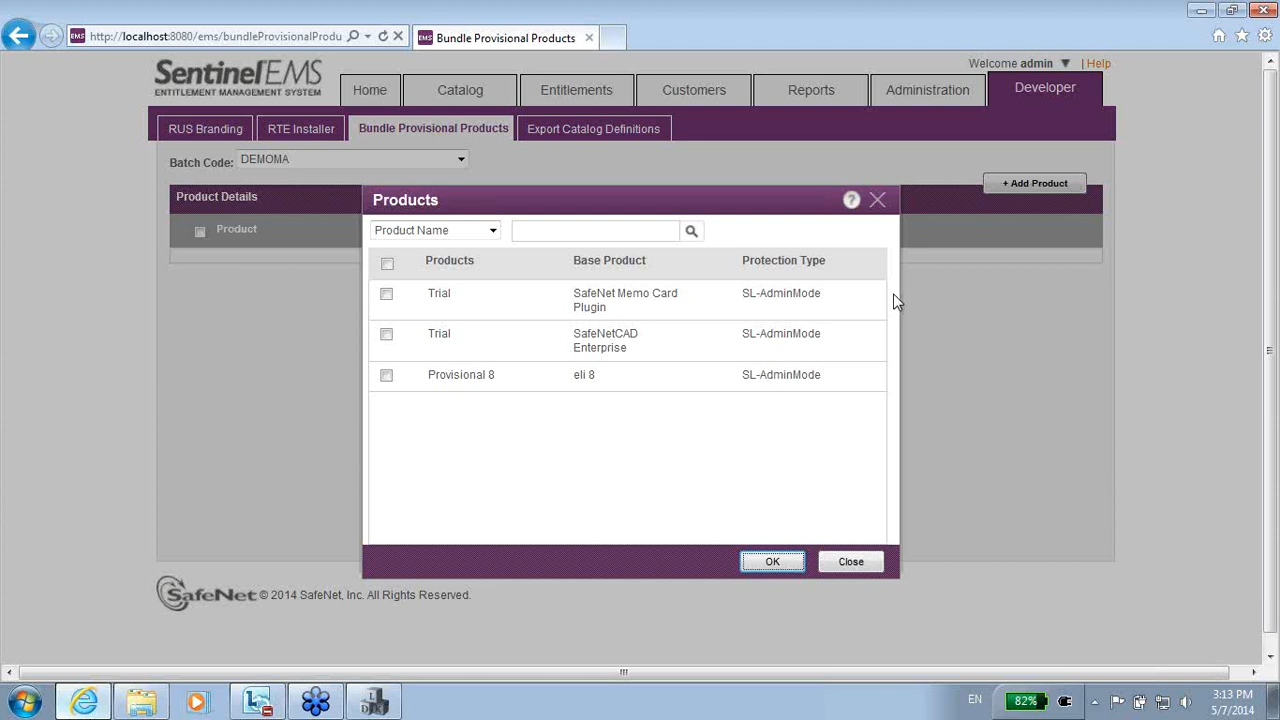 http://localhost:8080/ems/bundleProvisionalProdu
EMS Bundle Provisional Products
SentinelEMS
ENTITLEMENT MANAGEMENT SYSTEM
Welcome admin | Help
Home Catalog Entitlements Customers Reports Administration Developer
RUS Branding RTE Installer Bundle Provisional Products Export Catalog Definitions
Batch Code: DEMOMA
+ Add Product
Product Details
Product
Products
?
Product Name
Products Base Product Protection Type
Trial SafeNet Memo Card Plugin SL-AdminMode
Trial SafeNetCAD Enterprise SL-AdminMode
Provisional 8 eli 8 SL-AdminMode
OK Close
SafeNet © 2014 SafeNet, Inc. All Rights Reserved.
EN 82% 3:13 PM
5/7/2014